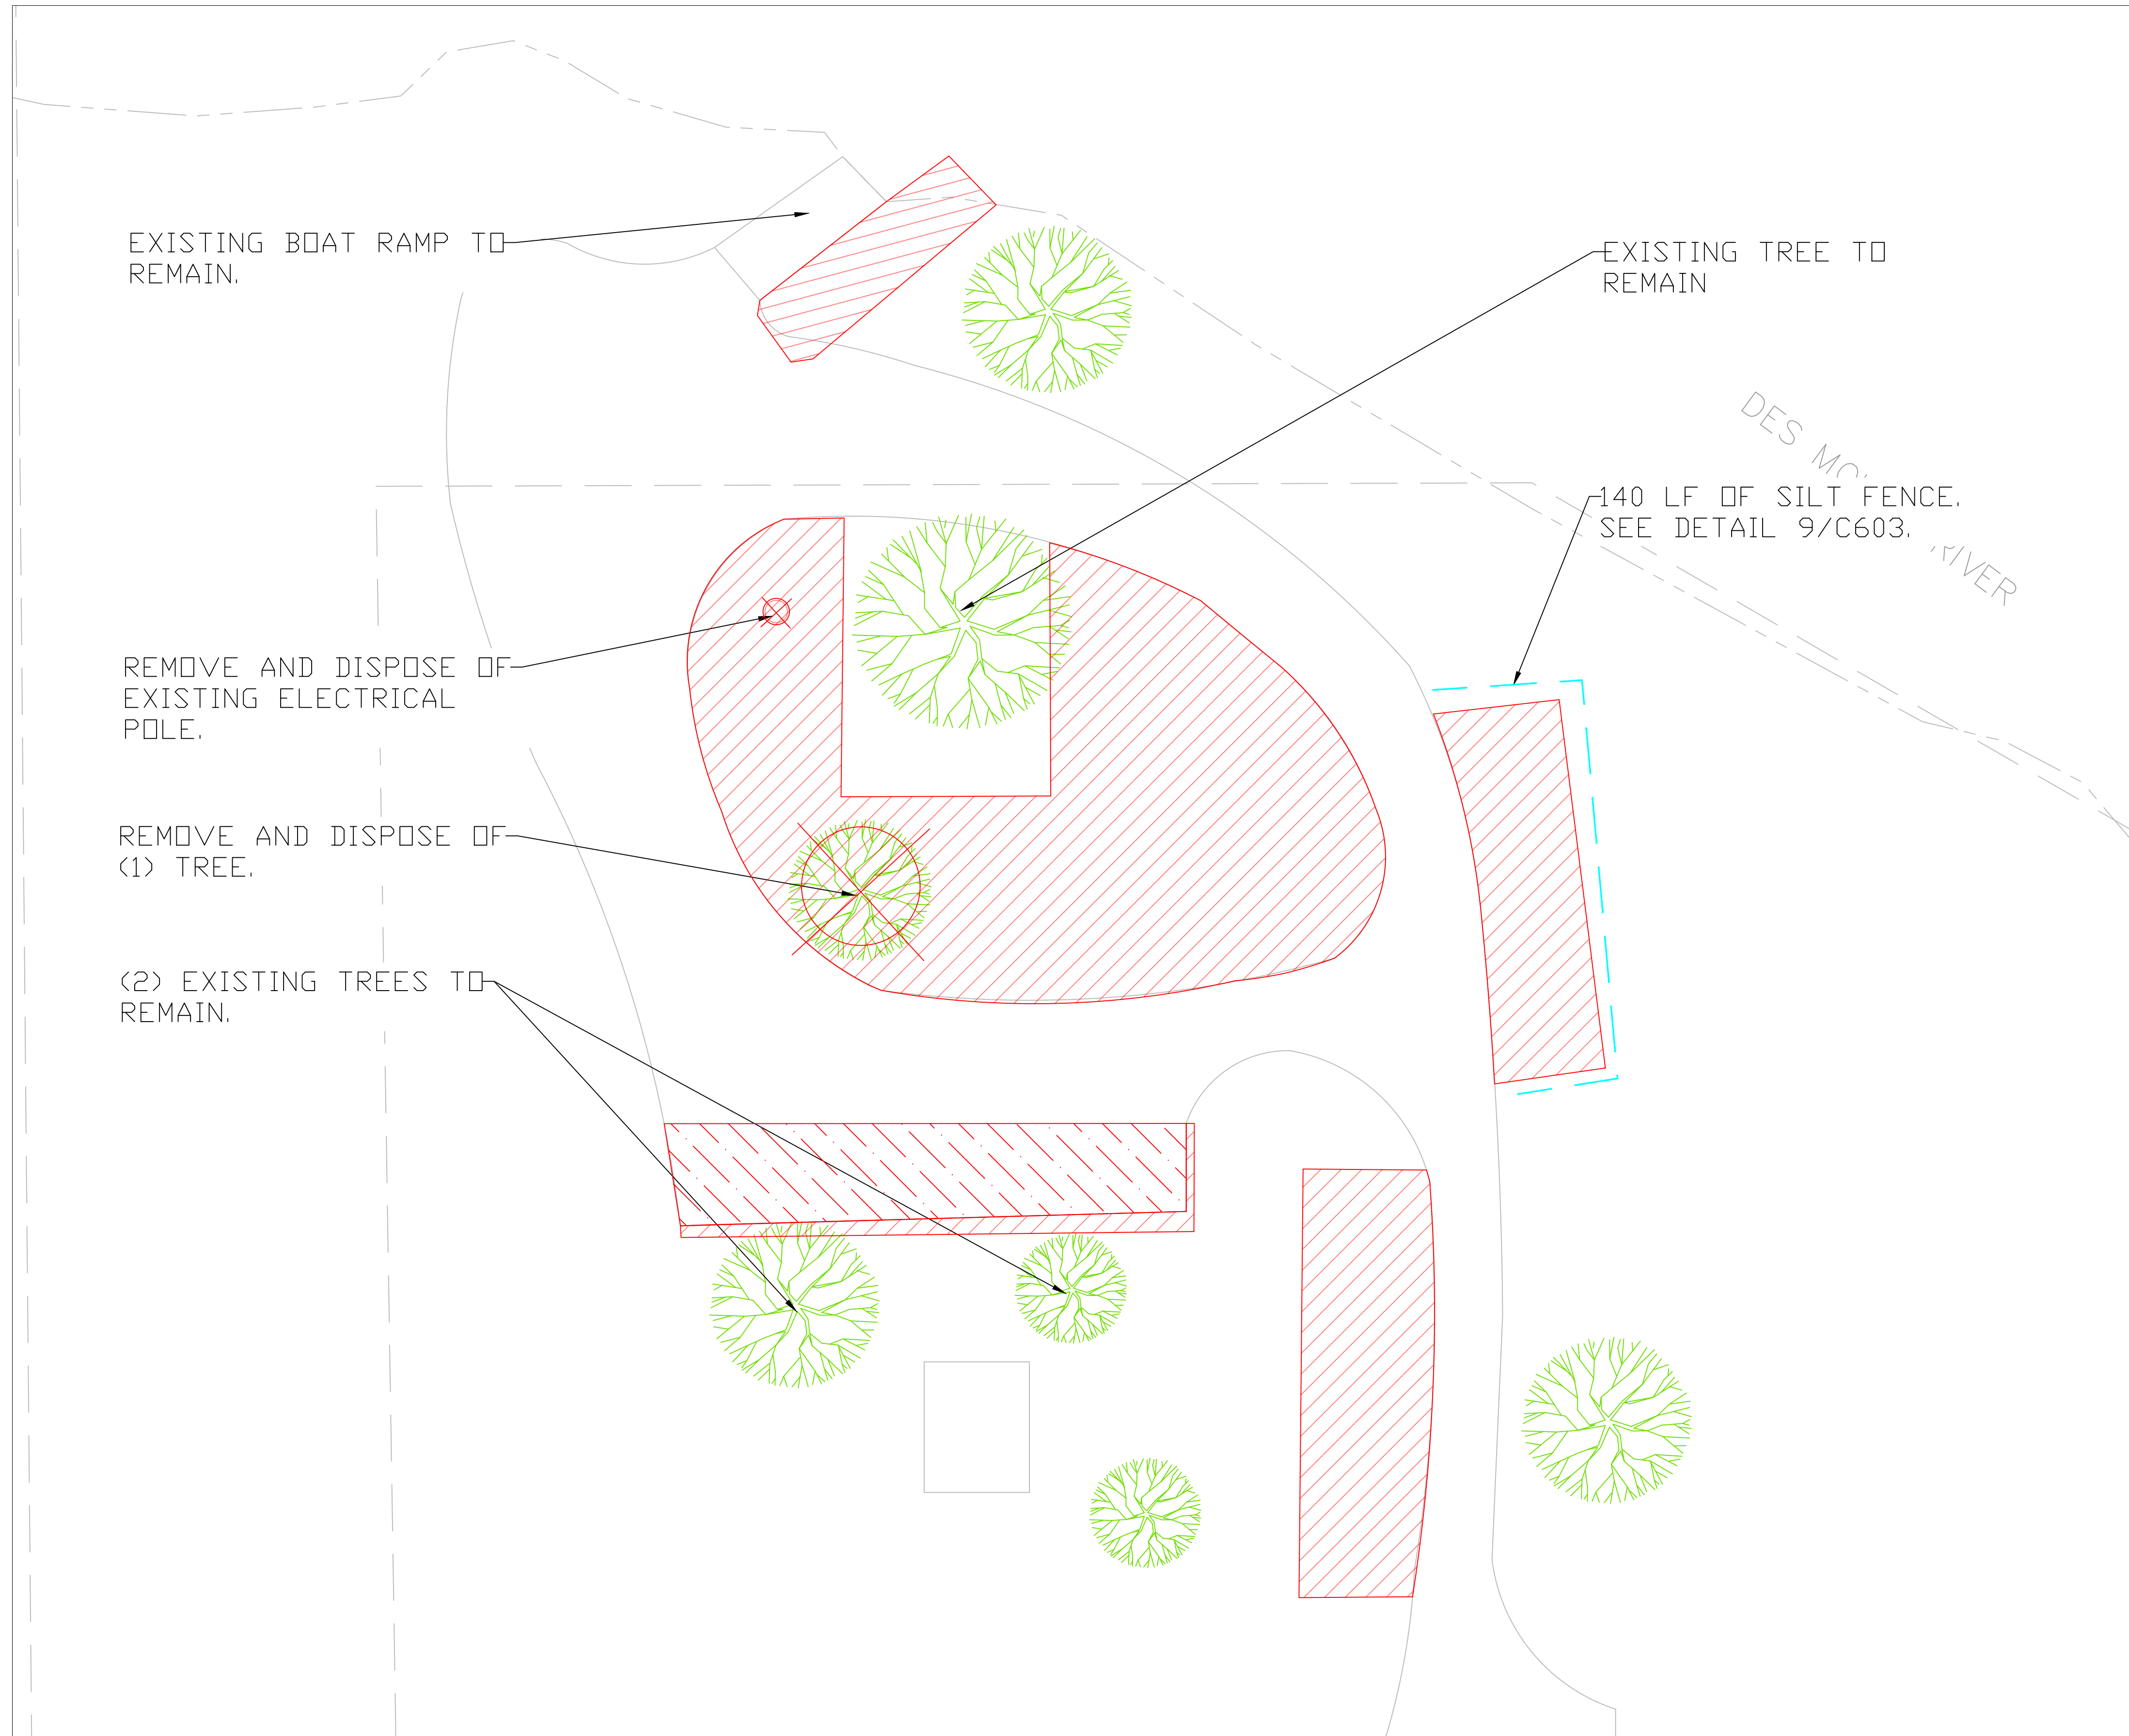 EXISTING BOAT RAMP TO
REMAIN.
EXISTING TREE TO
REMAIN
DES
RIVER
140 LF OF SILT FENCE.
SEE DETAIL 9/C603.
REMOVE AND DISPOSE OF
EXISTING ELECTRICAL
POLE.
REMOVE AND DISPOSE OF
(1) TREE.
(2) EXISTING TREES TO
REMAIN.